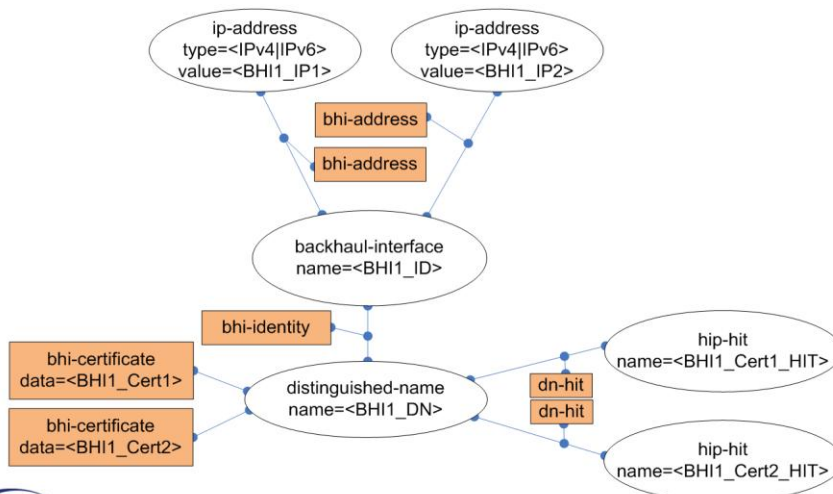 ip-address
type=<IPv4|IPv6>
value=<BHI1_IP1>
ip-address
type=<IPv4|IPv6>
value=<BHI1_IP2>
bhi-address
bhi-address
backhaul-interface
name=<BHI1_ID>
bhi-identity
bhi-certificate
data=<BHI1_Cert1>
bhi-certificate
data=<BHI1_Cert2>
distinguished-name
name=<BHI1_DN>
dn-hit
dn-hit
hip-hit
name=<BHI1_Cert1_HIT>
hip-hit
name=<BHI1_Cert2_HIT>